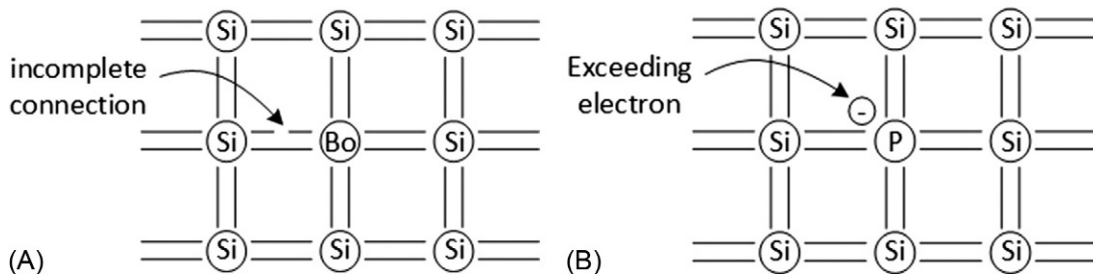 Si Si Si
incomplete
connection
Si Bo Si
Si Si Si
(A)
Si Si Si
Exceeding
electron
-
Si P Si
Si Si Si
(B)